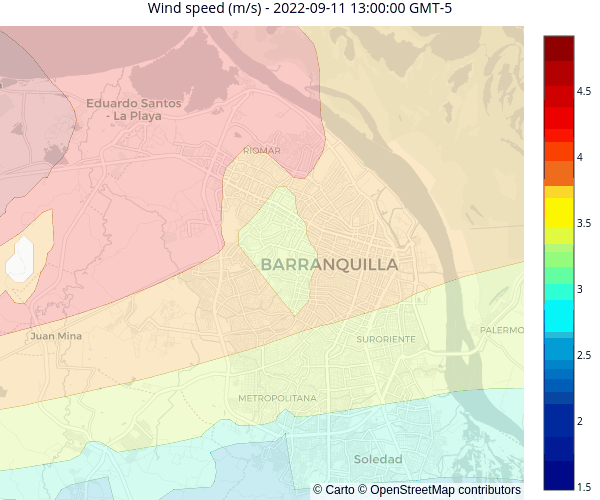 Wind speed (m/s) - 2022-09-11 13:00:00 GMT-5
Eduardo Santos
- La Playa
RIOMAR
BARRANQUILLA
Juan Mina
SURORIENTE
PALERMO
METROPOLITANA
Soledad
© Carto © OpenStreetMap contributors
4.5
4
3.5
3
2.5
2
1.5